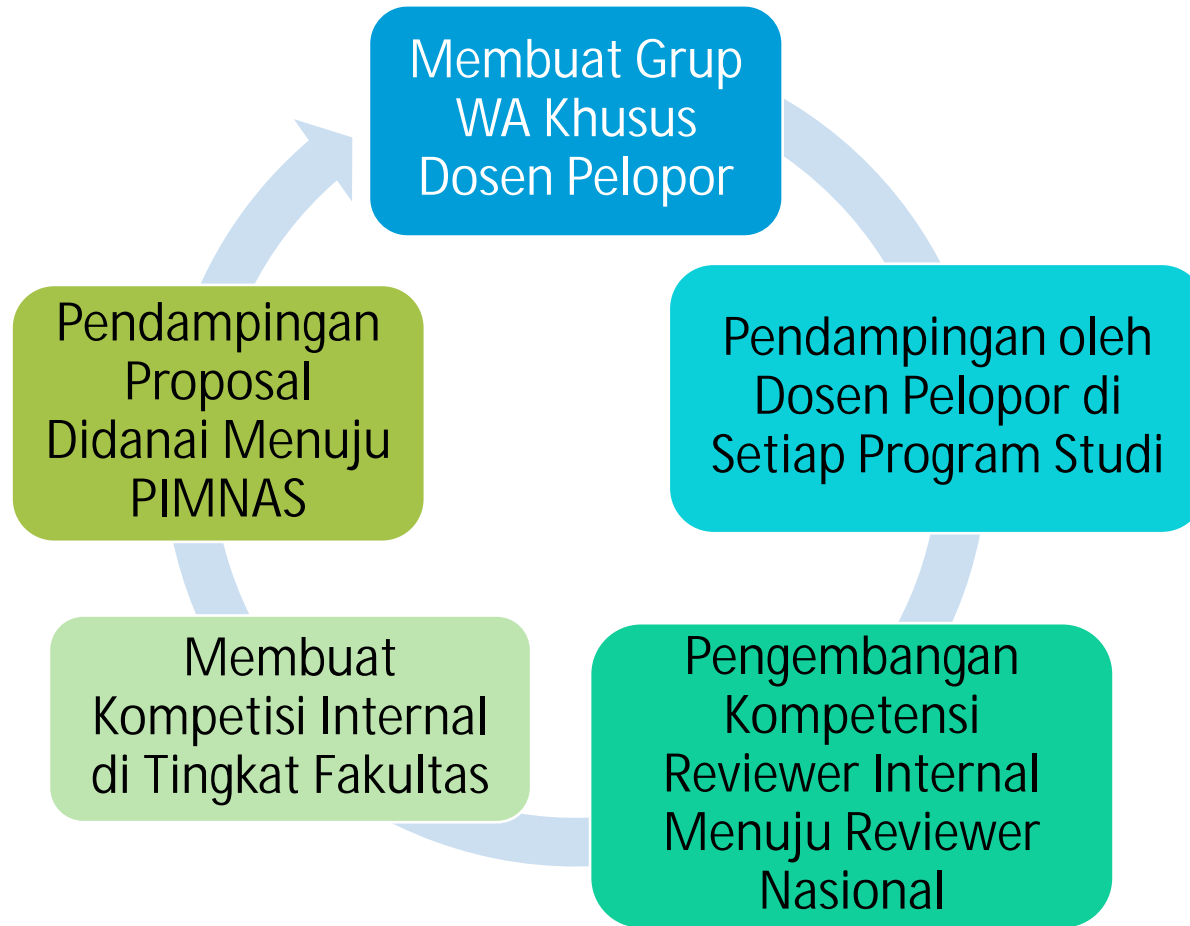 Membuat Grup
WA Khusus
Dosen Pelopor
Pendampingan oleh
Dosen Pelopor di
Setiap Program Studi
Pengembangan
Kompetensi
Reviewer Internal
Menuju Reviewer
Nasional
Membuat
Kompetisi Internal
di Tingkat Fakultas
Pendampingan
Proposal
Didanai Menuju
PIMNAS